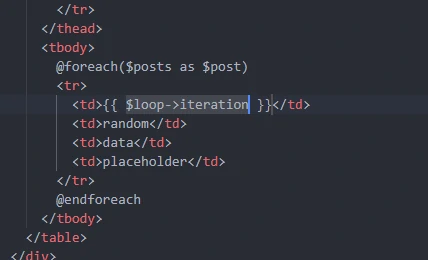 </tr>
</thead>
<tbody>
@foreach($posts as $post)
<tr>
<td>{{ $loop->iteration }}</td>
<td>random</td>
<td>data</td>
<td>placeholder</td>
</tr>
@endforeach
</tbody>
</table>
</div>